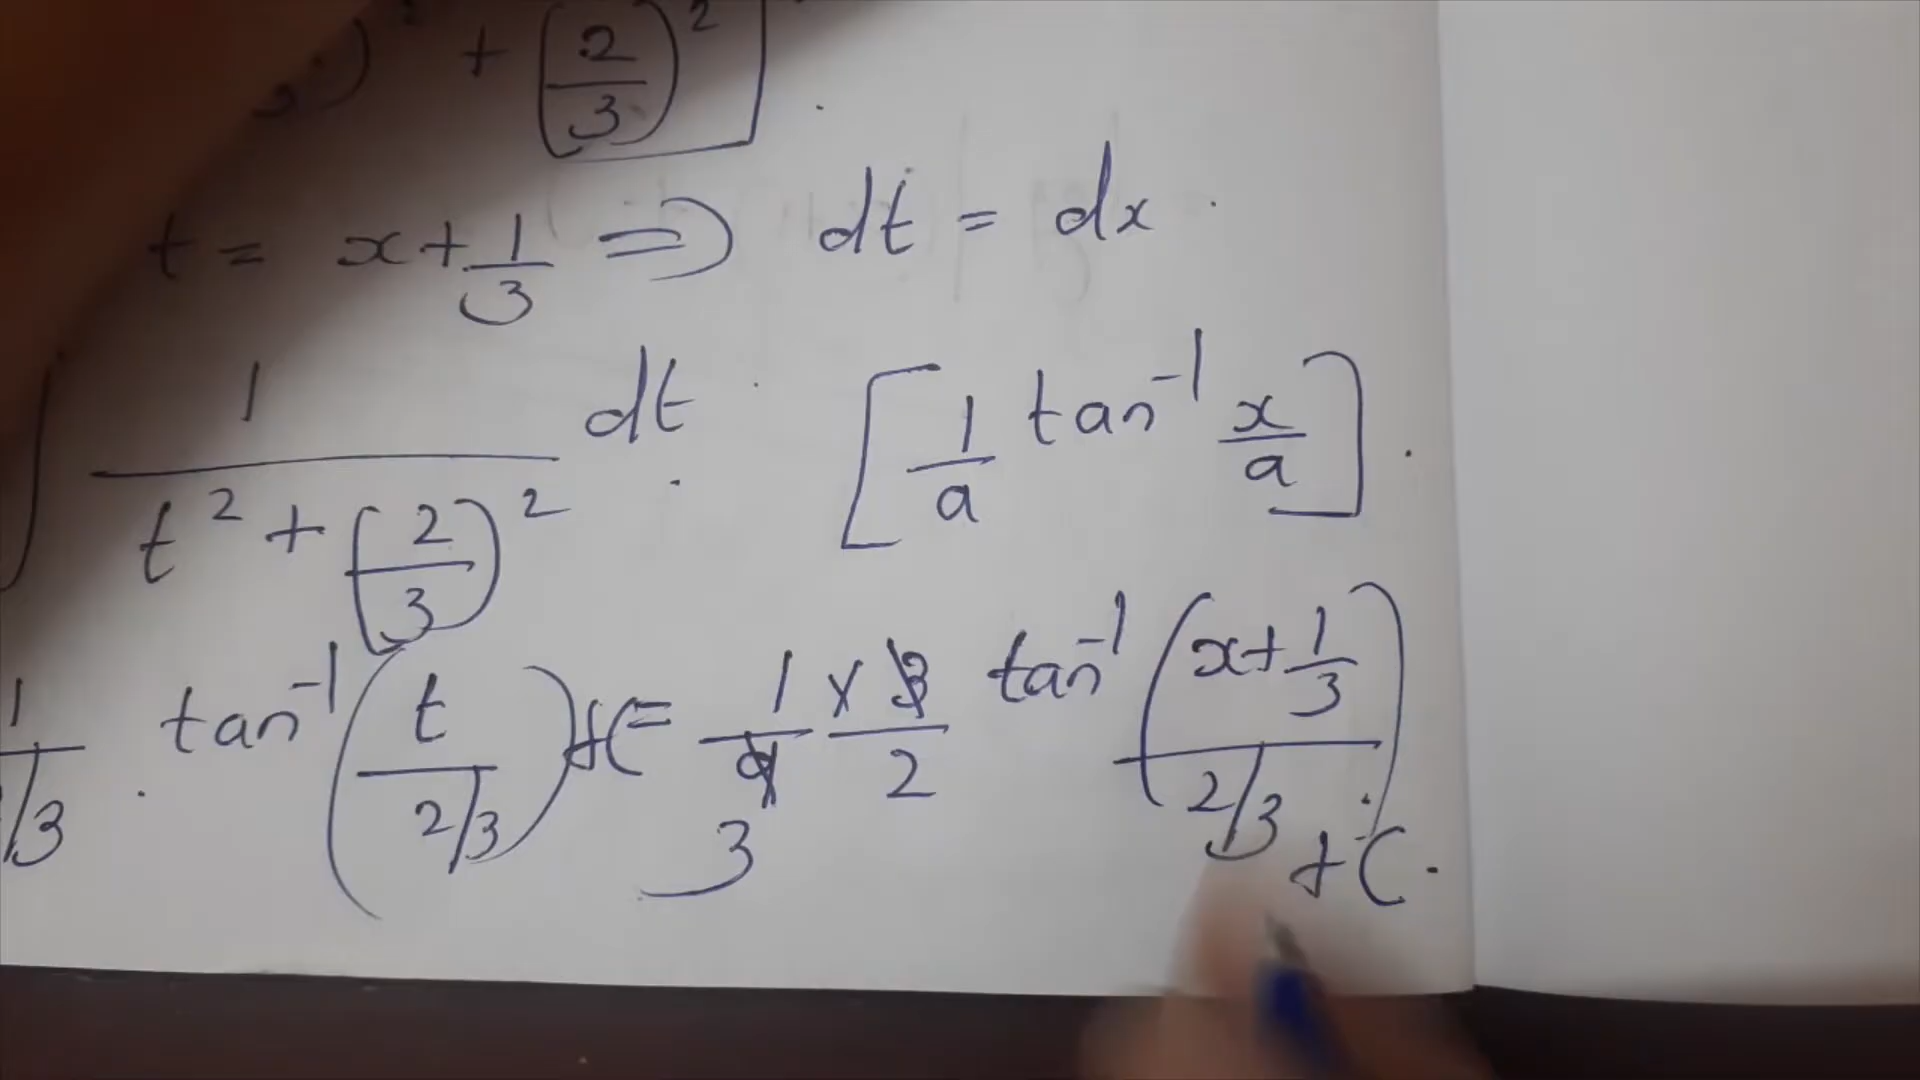 )² + (2/3)²
t = x + 1/3 ⇒ dt = dx
∫ 1/(t² + (2/3)²) dt. [1/a tan⁻¹ x/a].
1/(/3) . tan⁻¹(t/(2/3)) + C = 1/9 3 × 3/2 tan⁻¹((x + 1/3)/(2/3)) + C.